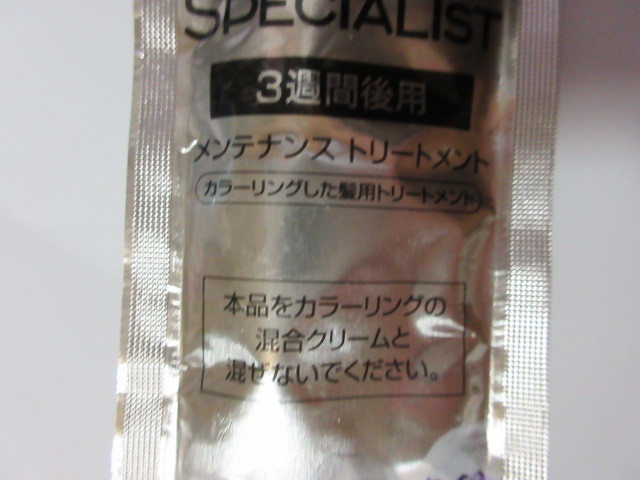 SPECIALIST
3週間後用
メンテナンス トリートメント
カラーリングした髪用トリートメント
本品をカラーリングの
混合クリームと
混ぜないでください。